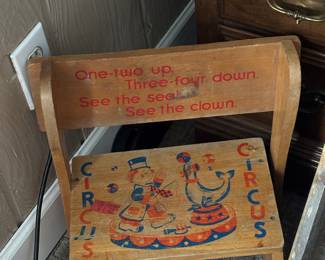 One-two up.
Three-four down.
See the seal
See the clown.
CIRCUS
CIRCUS